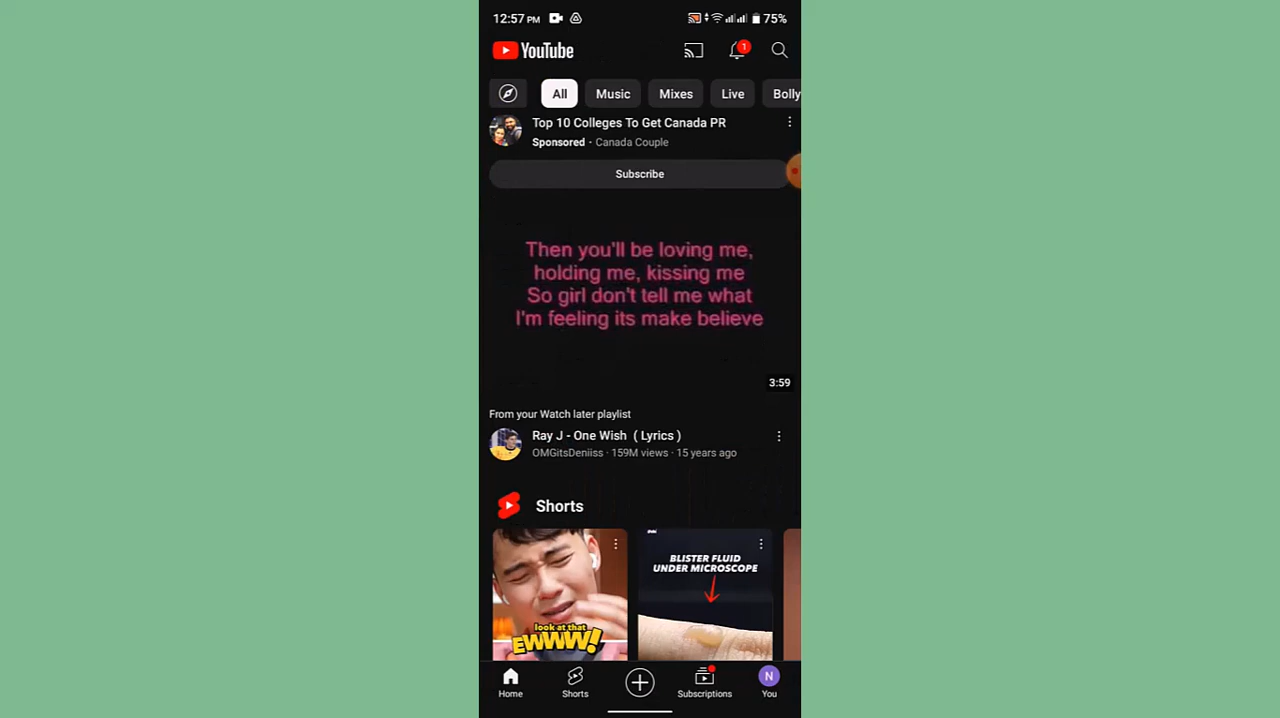 12:57 PM
75%
YouTube
1
All
Music
Mixes
Live
Bolly
Top 10 Colleges To Get Canada PR
Sponsored · Canada Couple
Subscribe
Then you'll be loving me,
holding me, kissing me
So girl don't tell me what
I'm feeling its make believe
3:59
From your Watch later playlist
Ray J - One Wish ( Lyrics )
OMGitsDeniiss · 159M views · 15 years ago
Shorts
look at that
EWWW!
BLISTER FLUID
UNDER MICROSCOPE
Home
Shorts
Subscriptions
N
You